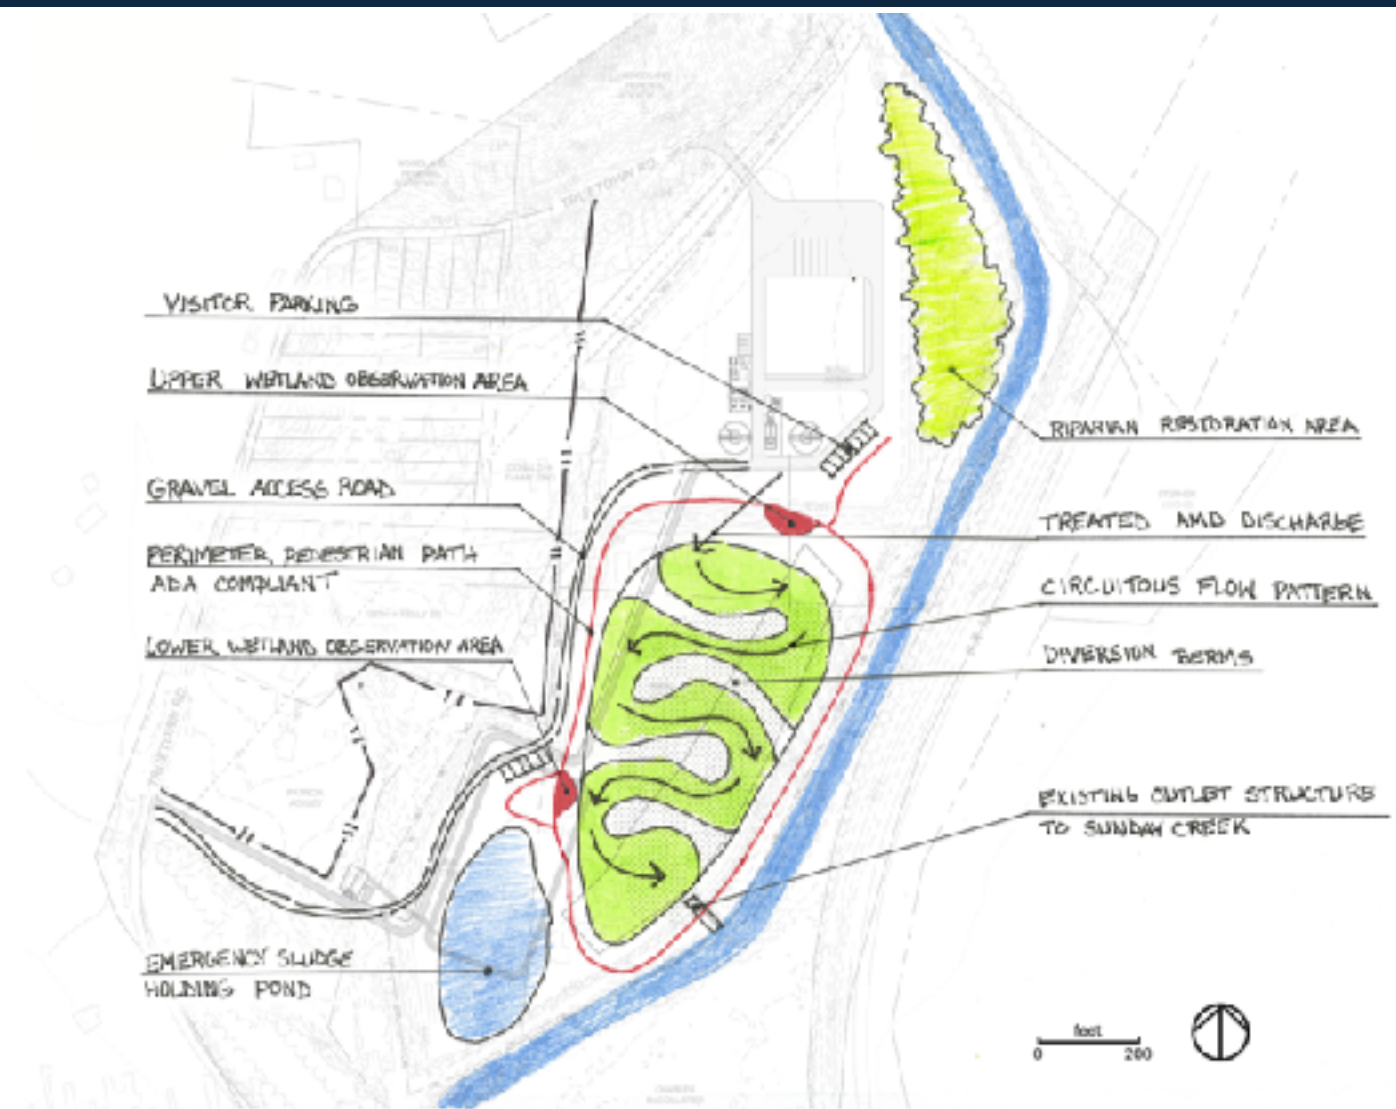 VISITOR PARKING
UPPER WETLAND OBSERVATION AREA
GRAVEL ACCESS ROAD
PERIMETER PEDESTRIAN PATH
ADA COMPLIANT
LOWER WETLAND OBSERVATION AREA
EMERGENCY SLUDGE
HOLDING POND
RIPARIAN RESTORATION AREA
TREATED AMD DISCHARGE
CIRCUITOUS FLOW PATTERN
DIVERSION BERMS
EXISTING OUTLET STRUCTURE
TO SUNDAY CREEK
feet
0 200